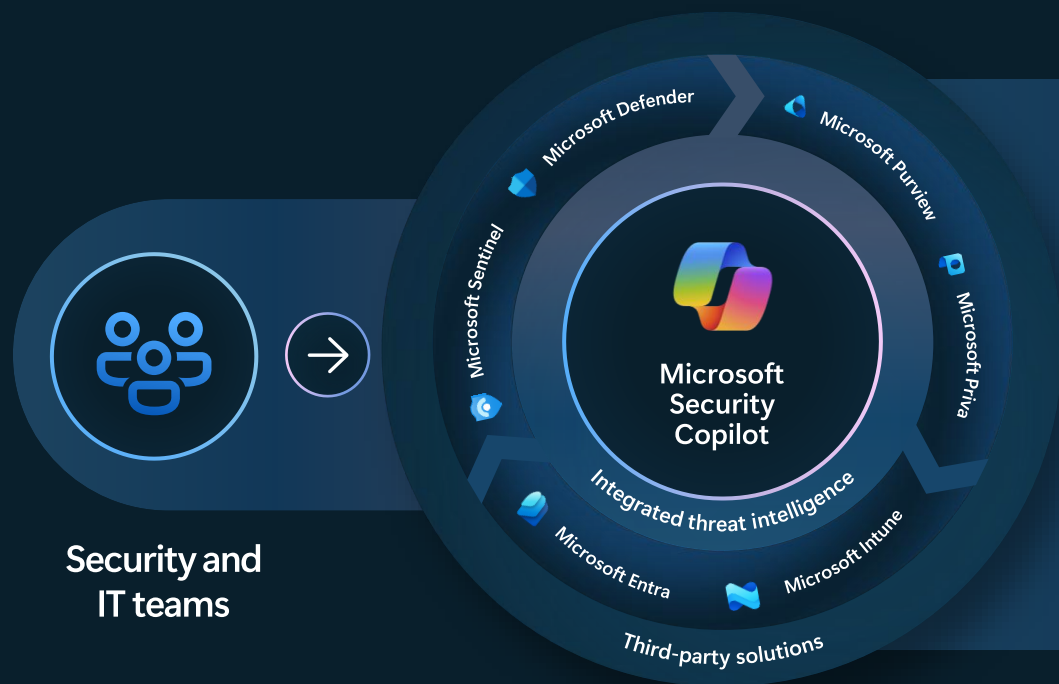 Security and
IT teams
Microsoft Sentinel
Microsoft Defender
Microsoft Purview
Microsoft Priva
Microsoft
Security
Copilot
Integrated threat intelligence
Microsoft Entra
Microsoft Intune
Third-party solutions